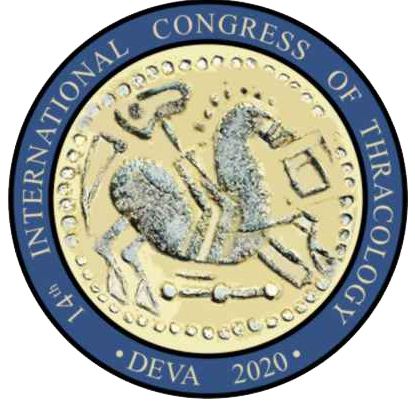 14th INTERNATIONAL CONGRESS OF THRACOLOGY
• DEVA 2020 •